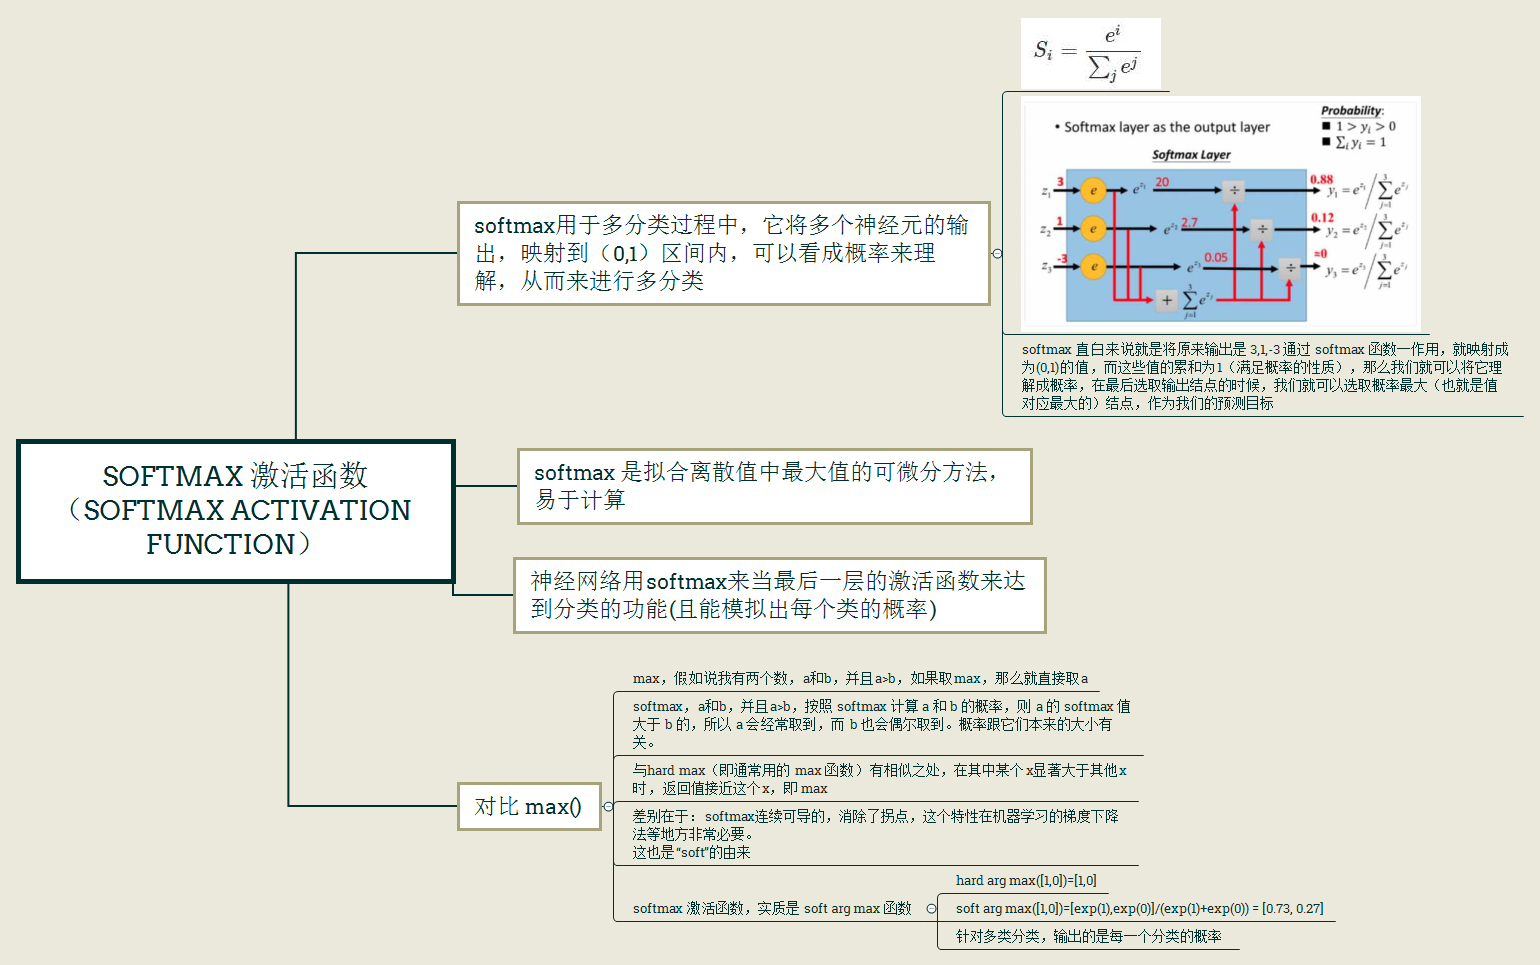 SOFTMAX 激活函数
（SOFTMAX ACTIVATION
FUNCTION）
softmax用于多分类过程中，它将多个神经元的输
出，映射到（0,1）区间内，可以看成概率来理
解，从而来进行多分类
S_i = e^i / ∑_j e^j
• Softmax layer as the output layer
Probability:
■ 1 > y_i > 0
■ ∑_i y_i = 1
Softmax Layer
z_1 3 e e^{z_1} 20 ÷ 0.88 y_1 = e^{z_1} / ∑_{j=1}^{3} e^{z_j}
z_2 1 e e^{z_2} 2.7 ÷ 0.12 y_2 = e^{z_2} / ∑_{j=1}^{3} e^{z_j}
z_3 -3 e e^{z_3} 0.05 ÷ ≈0 y_3 = e^{z_3} / ∑_{j=1}^{3} e^{z_j}
+ ∑_{j=1}^{3} e^{z_j}
softmax 直白来说就是将原来输出是 3,1,-3 通过 softmax 函数一作用，就映射成
为(0,1)的值，而这些值的累和为1（满足概率的性质），那么我们就可以将它理
解成概率，在最后选取输出结点的时候，我们就可以选取概率最大（也就是值
对应最大的）结点，作为我们的预测目标
softmax 是拟合离散值中最大值的可微分方法，
易于计算
神经网络用softmax来当最后一层的激活函数来达
到分类的功能(且能模拟出每个类的概率)
对比 max()
max，假如说我有两个数，a和b，并且a>b，如果取max，那么就直接取a
softmax，a和b，并且a>b，按照 softmax 计算 a 和 b 的概率，则 a 的 softmax 值
大于 b 的，所以 a 会经常取到，而 b 也会偶尔取到。概率跟它们本来的大小有
关。
与hard max（即通常用的 max 函数）有相似之处，在其中某个 x显著大于其他x
时，返回值接近这个 x，即 max
差别在于：softmax连续可导的，消除了拐点，这个特性在机器学习的梯度下降
法等地方非常必要。
这也是“soft”的由来
softmax 激活函数，实质是 soft arg max 函数
hard arg max([1,0])=[1,0]
soft arg max([1,0])=[exp(1),exp(0)]/(exp(1)+exp(0)) = [0.73, 0.27]
针对多类分类，输出的是每一个分类的概率